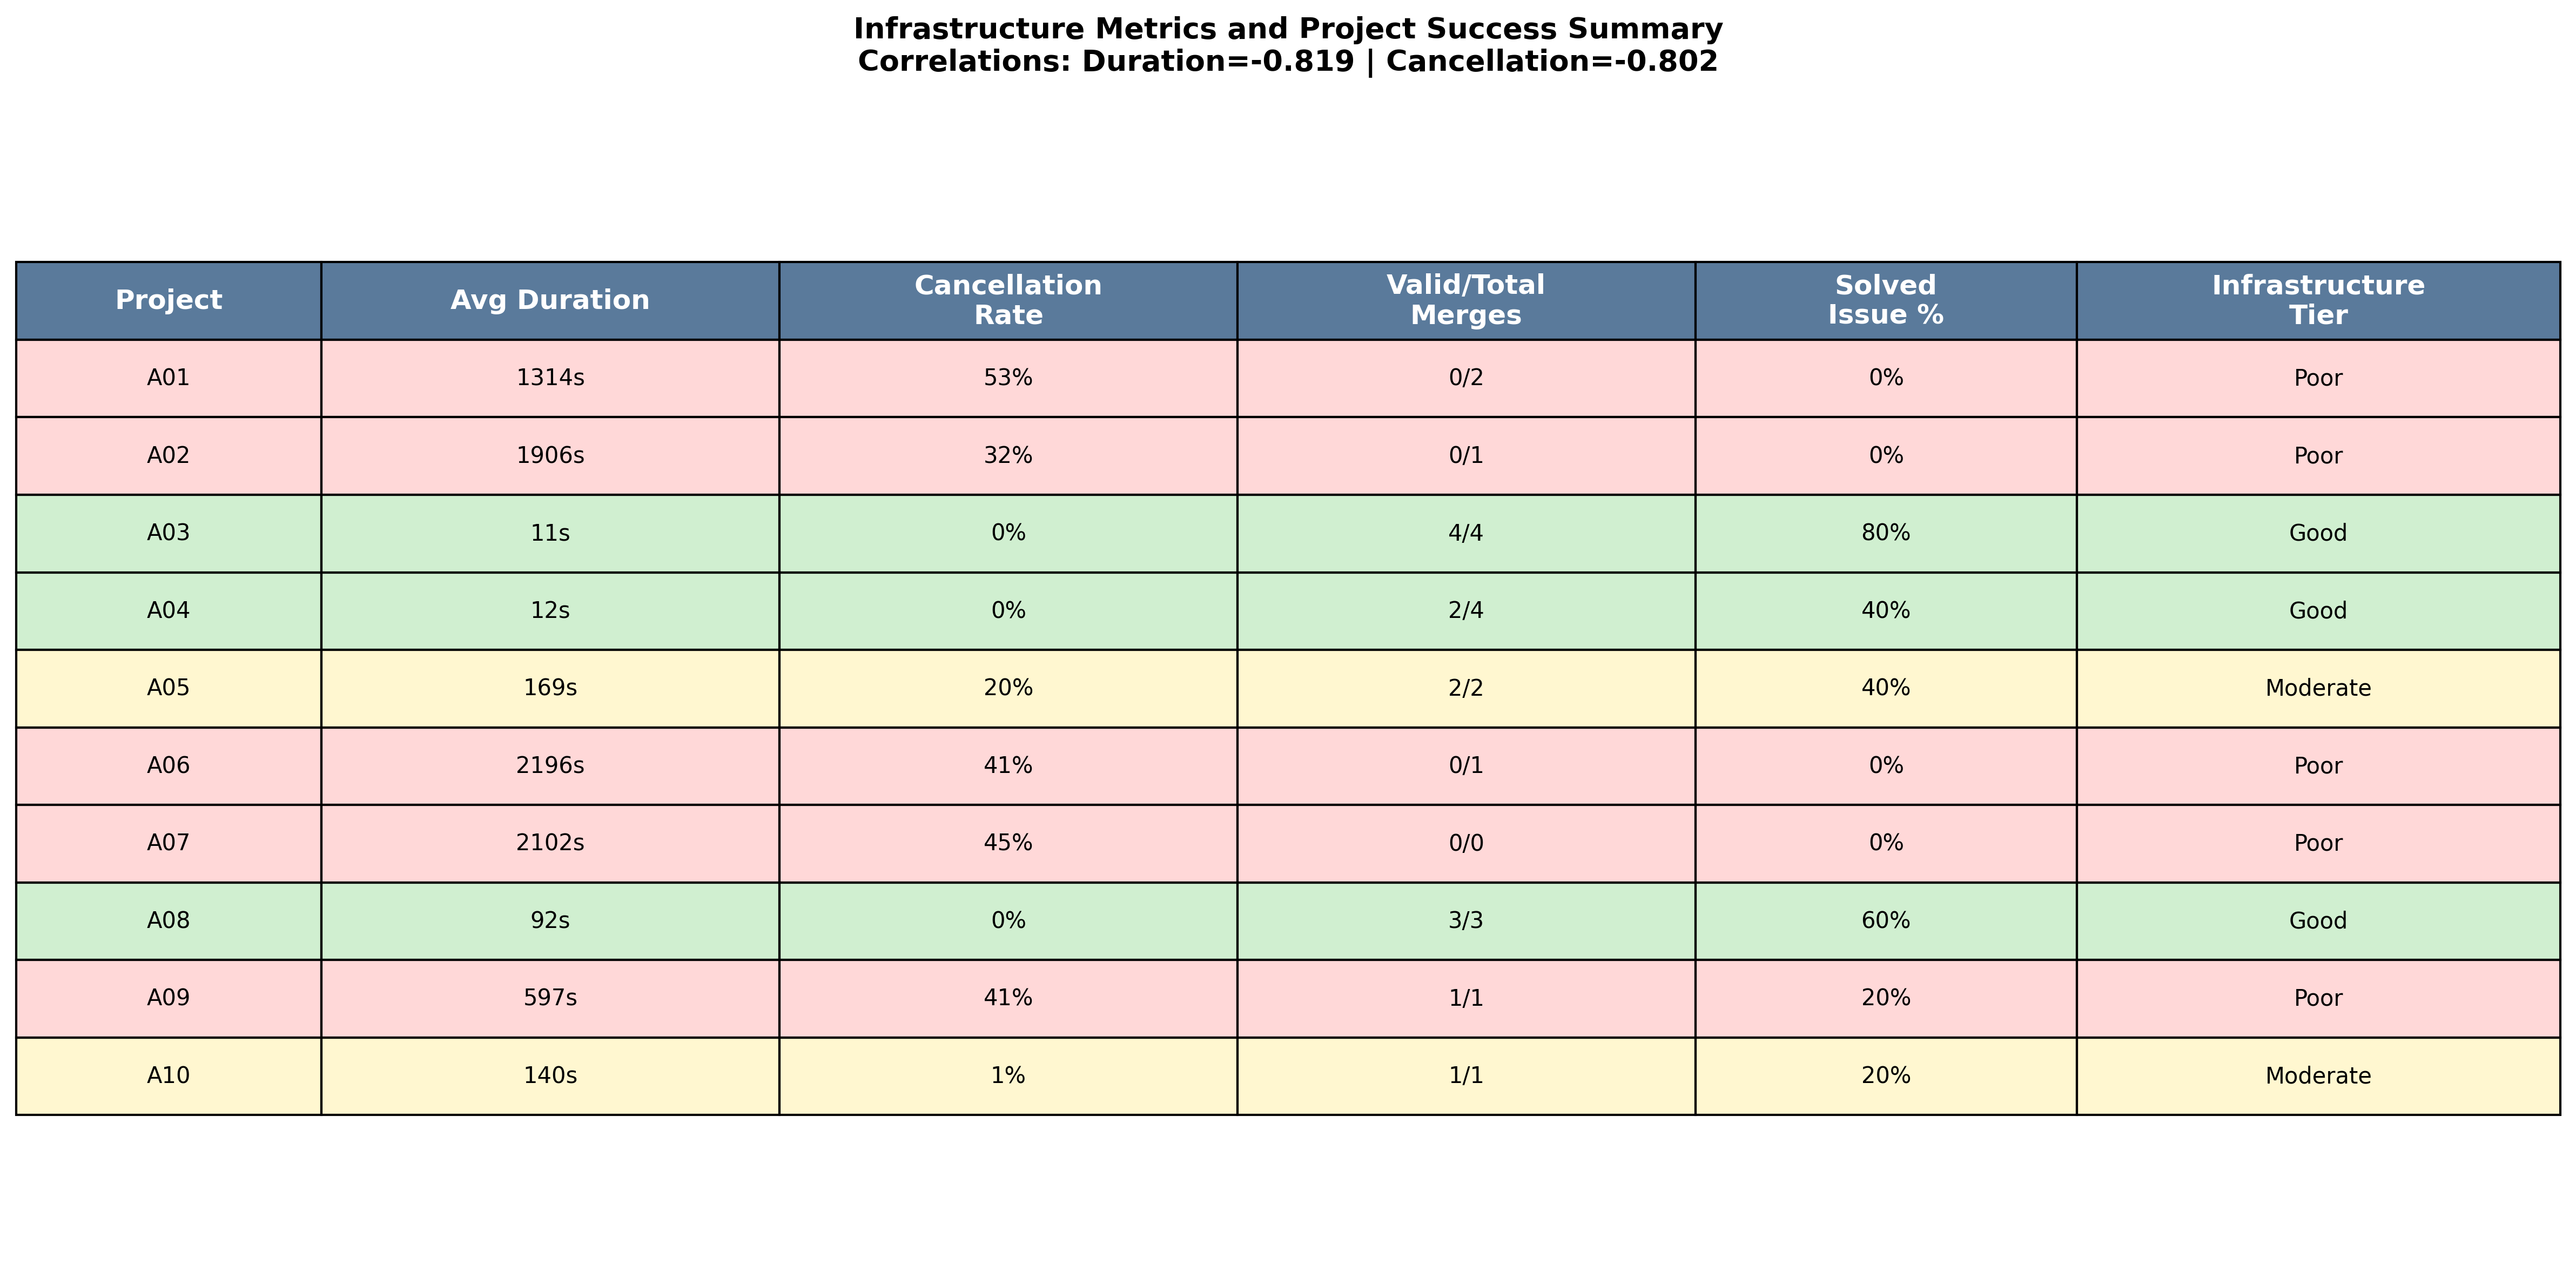 Infrastructure Metrics and Project Success Summary
Correlations: Duration=-0.819 | Cancellation=-0.802
Project Avg Duration Cancellation Rate Valid/Total Merges Solved Issue % Infrastructure Tier
A01 1314s 53% 0/2 0% Poor
A02 1906s 32% 0/1 0% Poor
A03 11s 0% 4/4 80% Good
A04 12s 0% 2/4 40% Good
A05 169s 20% 2/2 40% Moderate
A06 2196s 41% 0/1 0% Poor
A07 2102s 45% 0/0 0% Poor
A08 92s 0% 3/3 60% Good
A09 597s 41% 1/1 20% Poor
A10 140s 1% 1/1 20% Moderate